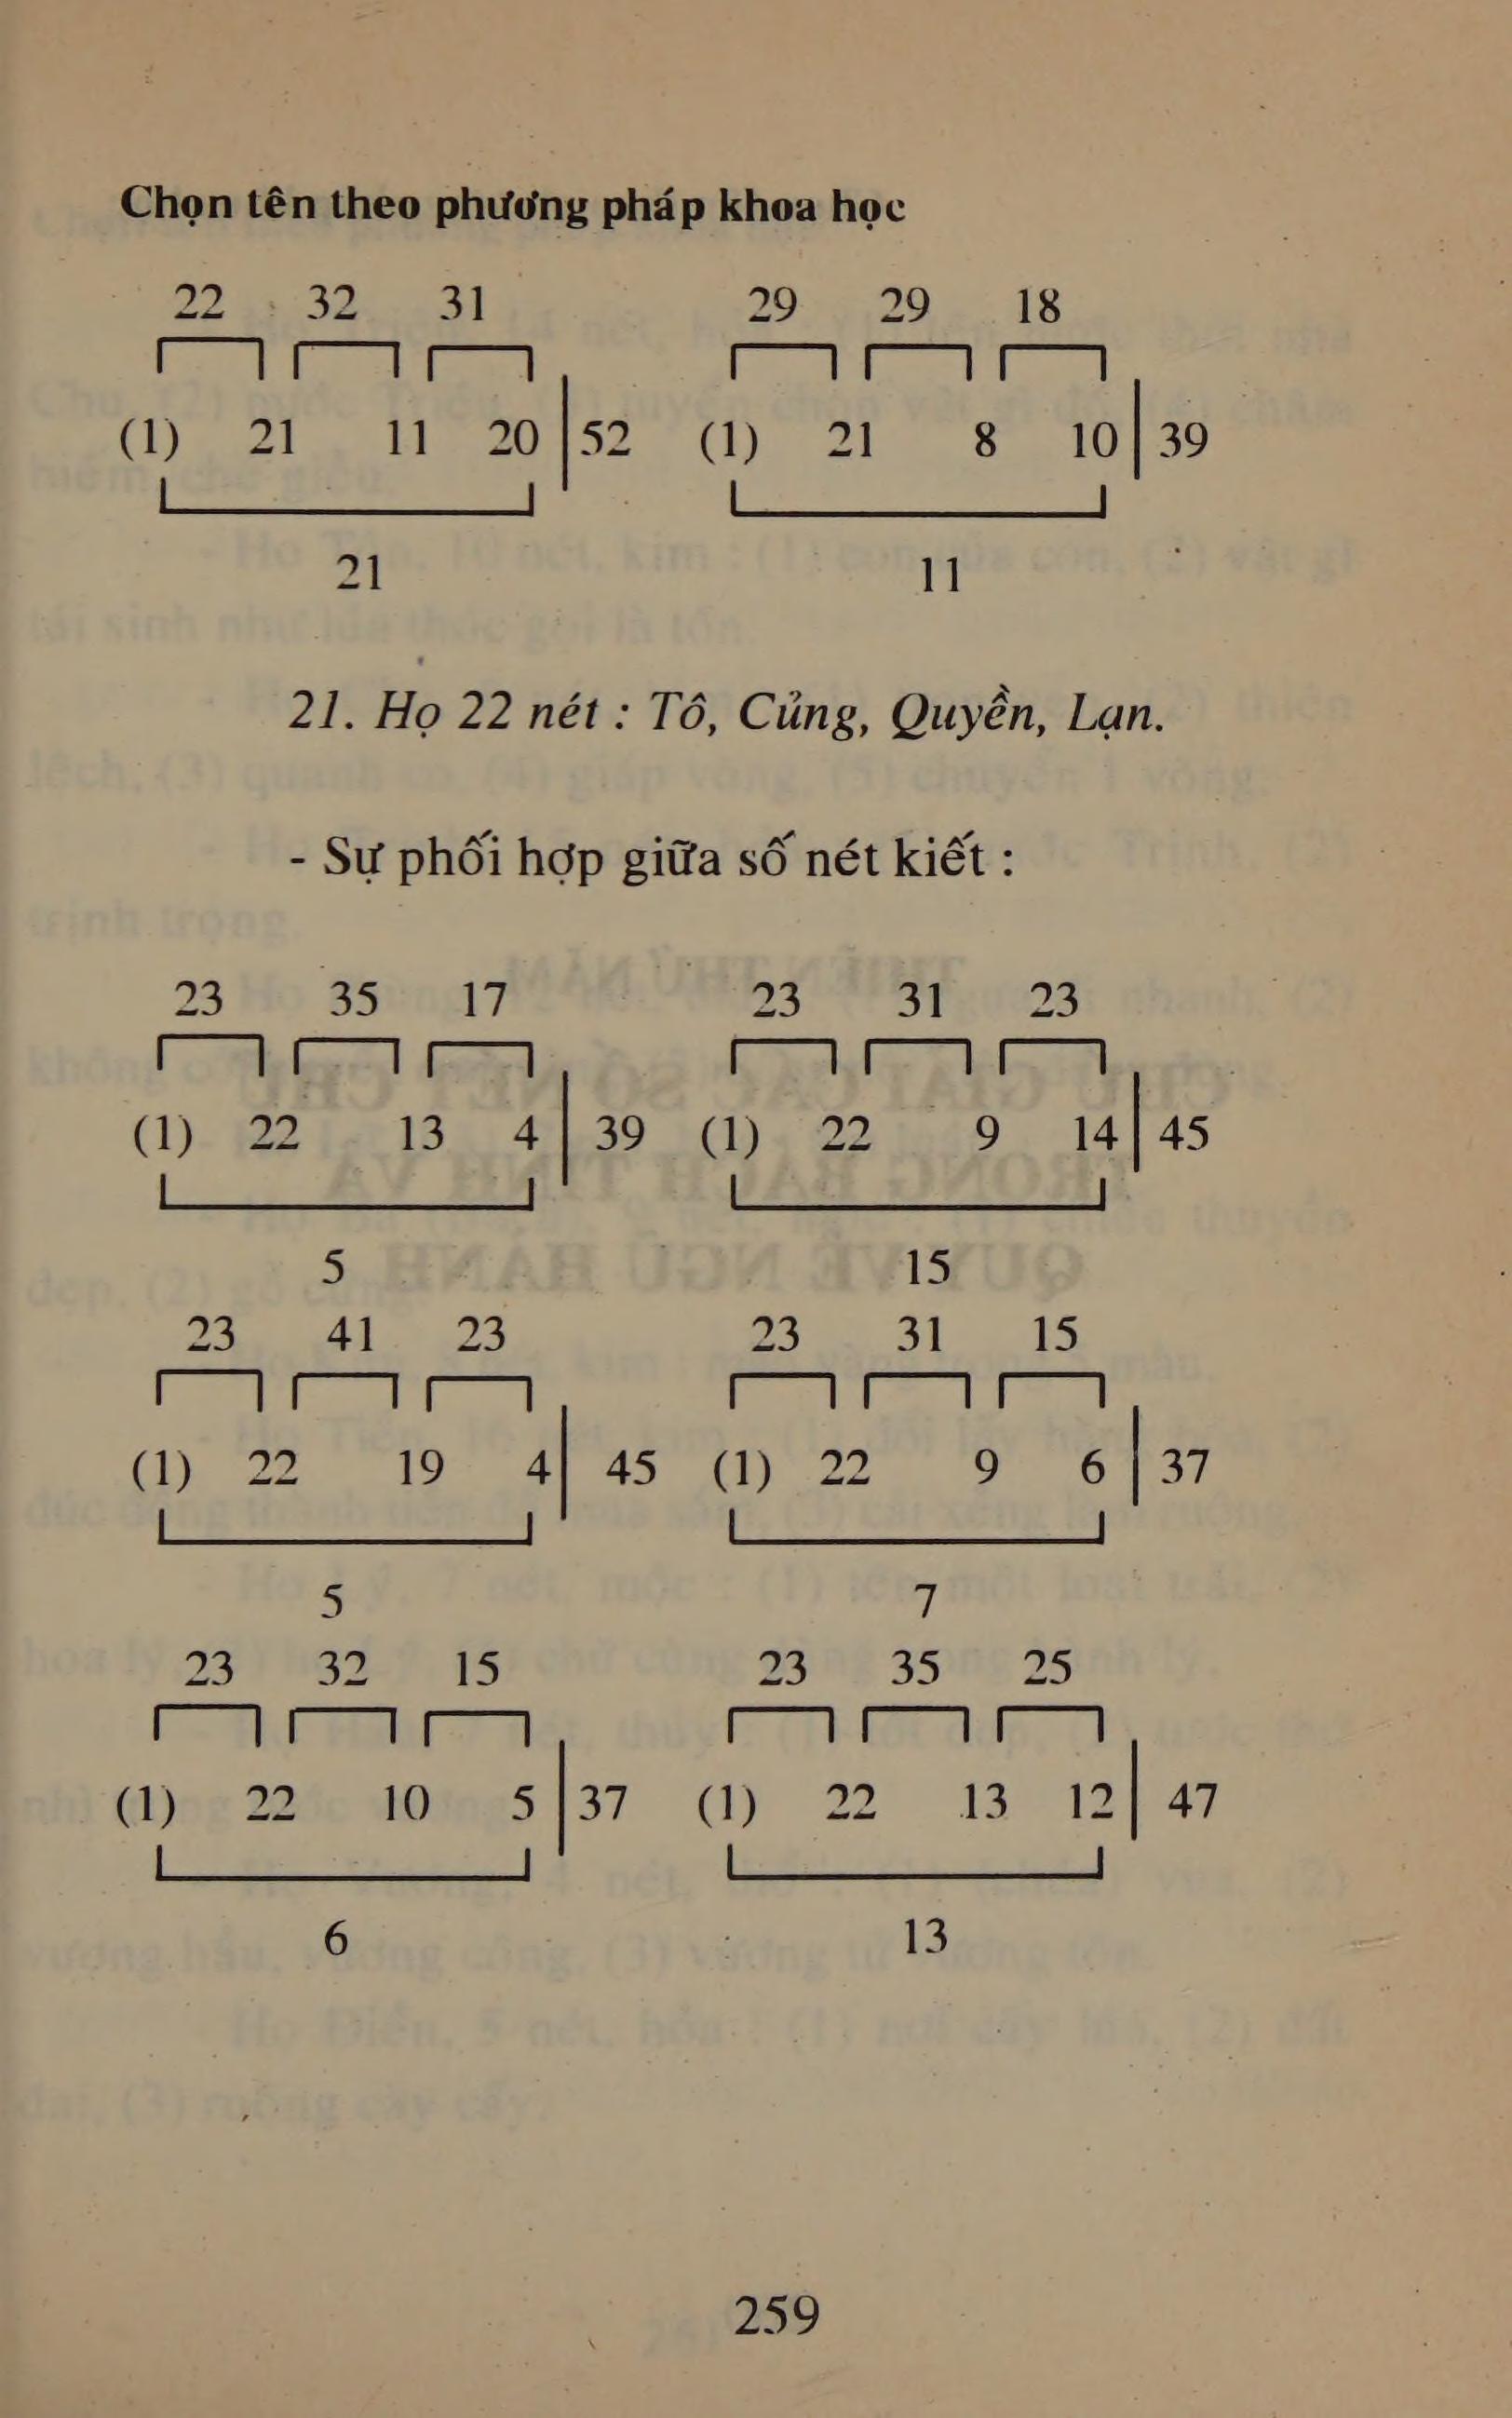 Chọn tên theo phương pháp khoa học
22 32 31 29 29 18
(1) 21 11 20 52 (1) 21 8 10 39
21 11
21. Họ 22 nét : Tô, Củng, Quyền, Lạn.
- Sự phối hợp giữa số nét kiết :
23 35 17 23 31 23
(1) 22 13 4 39 (1) 22 9 14 45
5 15
23 41 23 23 31 15
(1) 22 19 4 45 (1) 22 9 6 37
5 7
23 32 15 23 35 25
(1) 22 10 5 37 (1) 22 13 12 47
6 13
259